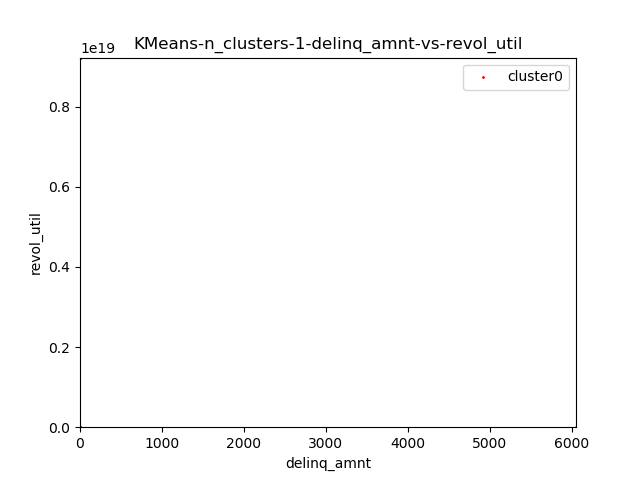 KMeans-n_clusters-1-delinq_amnt-vs-revol_util
1e19
cluster0
0.8
0.6
0.4
0.2
0.0
revol_util
0 1000 2000 3000 4000 5000 6000
delinq_amnt